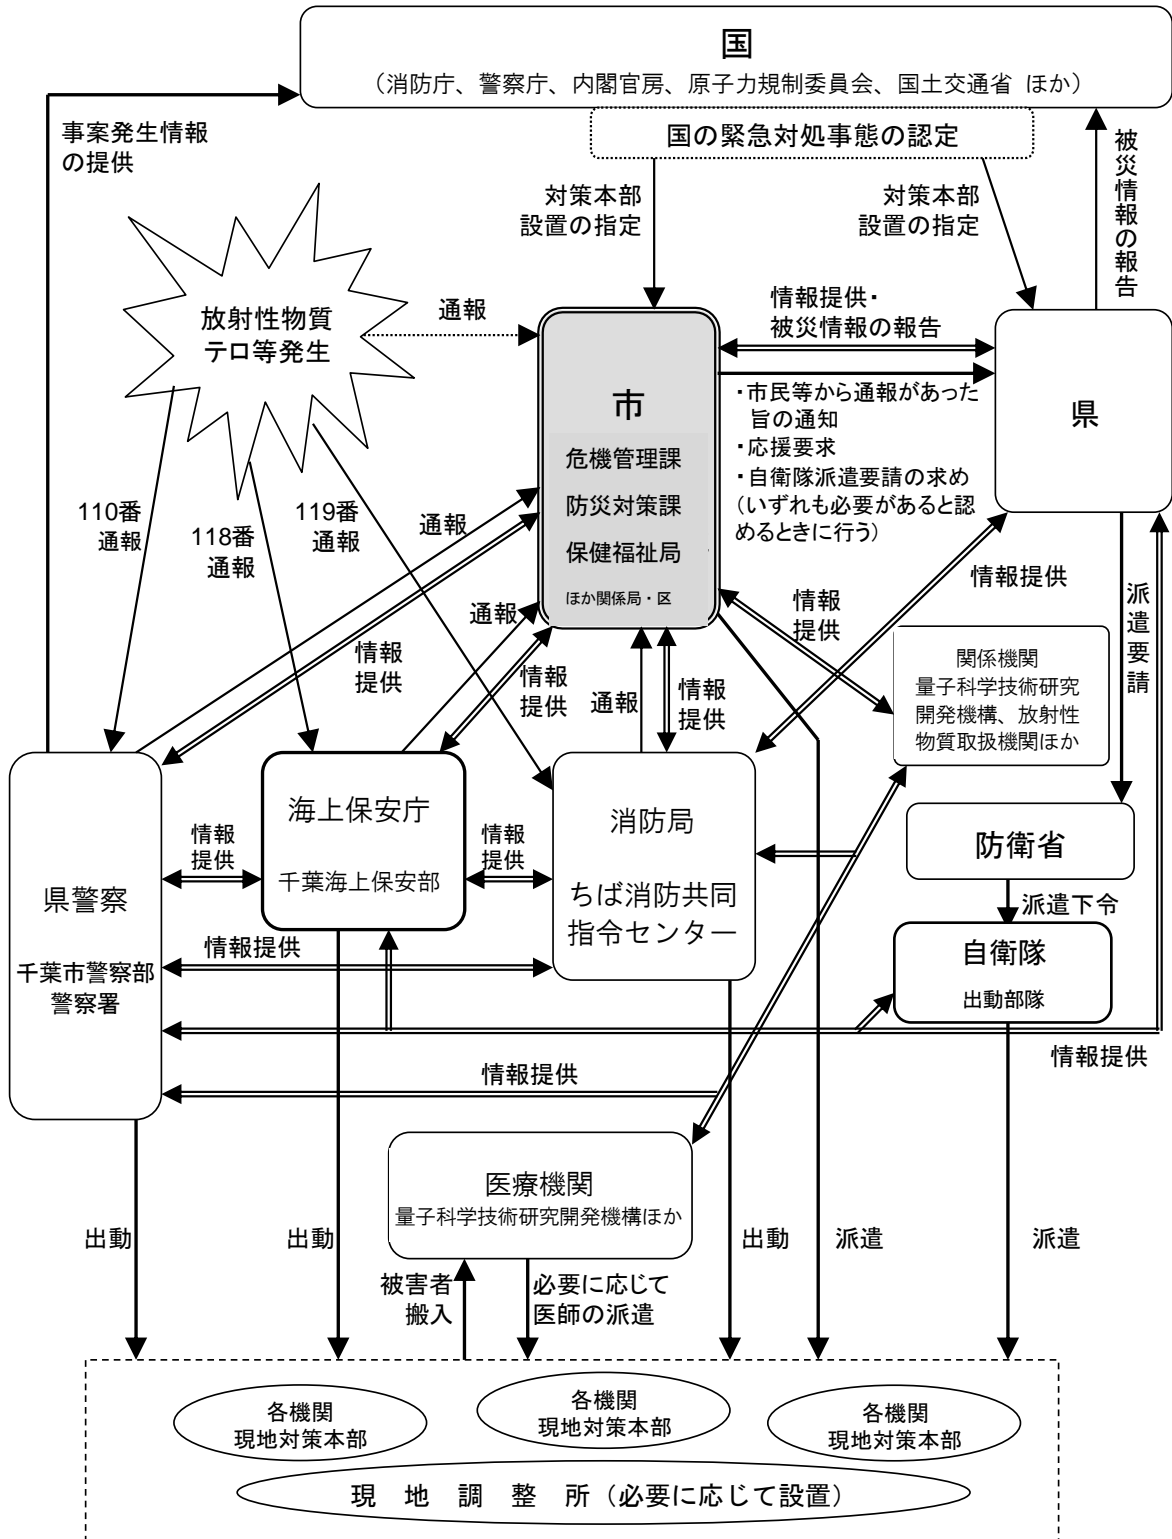 国
（消防庁、警察庁、内閣官房、原子力規制委員会、国土交通省 ほか）
国の緊急対処事態の認定
事案発生情報
の提供
対策本部
設置の指定
対策本部
設置の指定
被災情報の報告
放射性物質
テロ等発生
通報
情報提供・
被災情報の報告
市
危機管理課
防災対策課
保健福祉局
ほか関係局・区
・市民等から通報があった
旨の通知
・応援要求
・自衛隊派遣要請の求め
（いずれも必要があると認
めるときに行う）
県
110番
通報
118番
通報
119番
通報
通報
情報提供
情報
提供
派遣要請
通報
情報
提供
情報
提供
通報
情報
提供
関係機関
量子科学技術研究
開発機構、放射性
物質取扱機関ほか
県警察
千葉市警察部
警察署
情報
提供
海上保安庁
千葉海上保安部
情報
提供
消防局
ちば消防共同
指令センター
防衛省
派遣下令
自衛隊
出動部隊
情報提供
情報提供
情報提供
医療機関
量子科学技術研究開発機構ほか
出動
出動
出動
派遣
派遣
被害者
搬入
必要に応じて
医師の派遣
各機関
現地対策本部
各機関
現地対策本部
各機関
現地対策本部
現 地 調 整 所（必要に応じて設置）